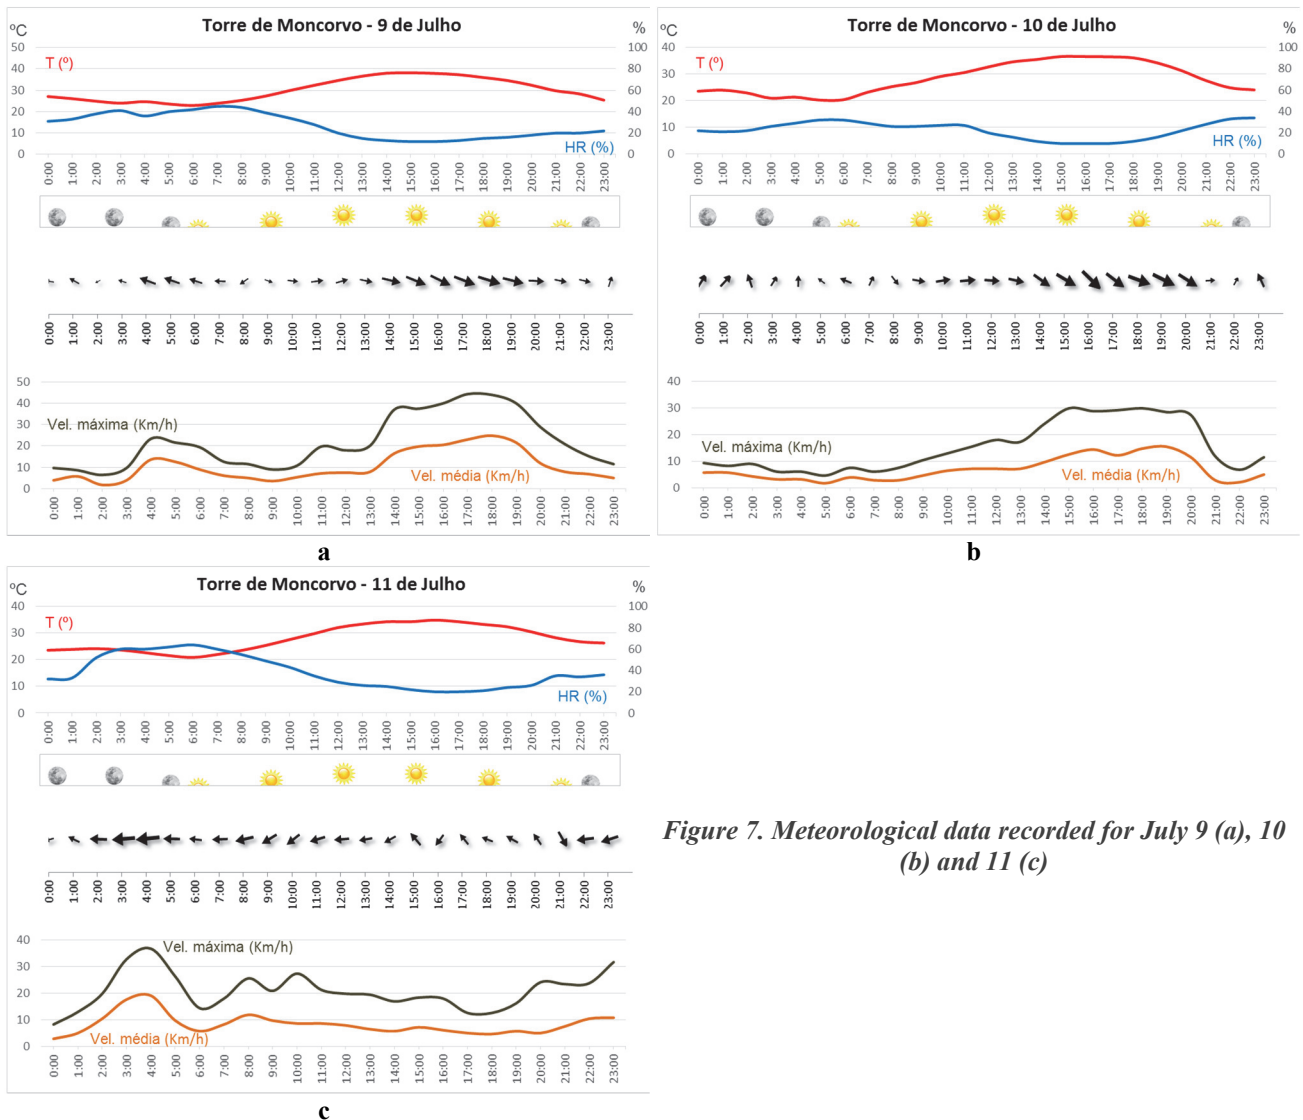 Torre de Moncorvo - 9 de Julho
ºC %
50 100
T (º)
40 80
30 60
20 40
10 20
HR (%)
0 0
0:00 1:00 2:00 3:00 4:00 5:00 6:00 7:00 8:00 9:00 10:00 11:00 12:00 13:00 14:00 15:00 16:00 17:00 18:00 19:00 20:00 21:00 22:00 23:00
0:00 1:00 2:00 3:00 4:00 5:00 6:00 7:00 8:00 9:00 10:00 11:00 12:00 13:00 14:00 15:00 16:00 17:00 18:00 19:00 20:00 21:00 22:00 23:00
50
40
Vel. máxima (Km/h)
30
20
Vel. média (Km/h)
10
0
0:00 1:00 2:00 3:00 4:00 5:00 6:00 7:00 8:00 9:00 10:00 11:00 12:00 13:00 14:00 15:00 16:00 17:00 18:00 19:00 20:00 21:00 22:00 23:00
a
Torre de Moncorvo - 10 de Julho
ºC %
40 100
T (º)
80
30
60
20
40
10
20
HR (%)
0 0
0:00 1:00 2:00 3:00 4:00 5:00 6:00 7:00 8:00 9:00 10:00 11:00 12:00 13:00 14:00 15:00 16:00 17:00 18:00 19:00 20:00 21:00 22:00 23:00
0:00 1:00 2:00 3:00 4:00 5:00 6:00 7:00 8:00 9:00 10:00 11:00 12:00 13:00 14:00 15:00 16:00 17:00 18:00 19:00 20:00 21:00 22:00 23:00
40
30
20
Vel. máxima (Km/h)
10
Vel. média (Km/h)
0
0:00 1:00 2:00 3:00 4:00 5:00 6:00 7:00 8:00 9:00 10:00 11:00 12:00 13:00 14:00 15:00 16:00 17:00 18:00 19:00 20:00 21:00 22:00 23:00
b
Torre de Moncorvo - 11 de Julho
ºC %
40 100
T (º)
80
30
60
20
40
10
20
HR (%)
0 0
0:00 1:00 2:00 3:00 4:00 5:00 6:00 7:00 8:00 9:00 10:00 11:00 12:00 13:00 14:00 15:00 16:00 17:00 18:00 19:00 20:00 21:00 22:00 23:00
0:00 1:00 2:00 3:00 4:00 5:00 6:00 7:00 8:00 9:00 10:00 11:00 12:00 13:00 14:00 15:00 16:00 17:00 18:00 19:00 20:00 21:00 22:00 23:00
40
Vel. máxima (Km/h)
30
20
10
Vel. média (Km/h)
0
0:00 1:00 2:00 3:00 4:00 5:00 6:00 7:00 8:00 9:00 10:00 11:00 12:00 13:00 14:00 15:00 16:00 17:00 18:00 19:00 20:00 21:00 22:00 23:00
c
Figure 7. Meteorological data recorded for July 9 (a), 10
(b) and 11 (c)